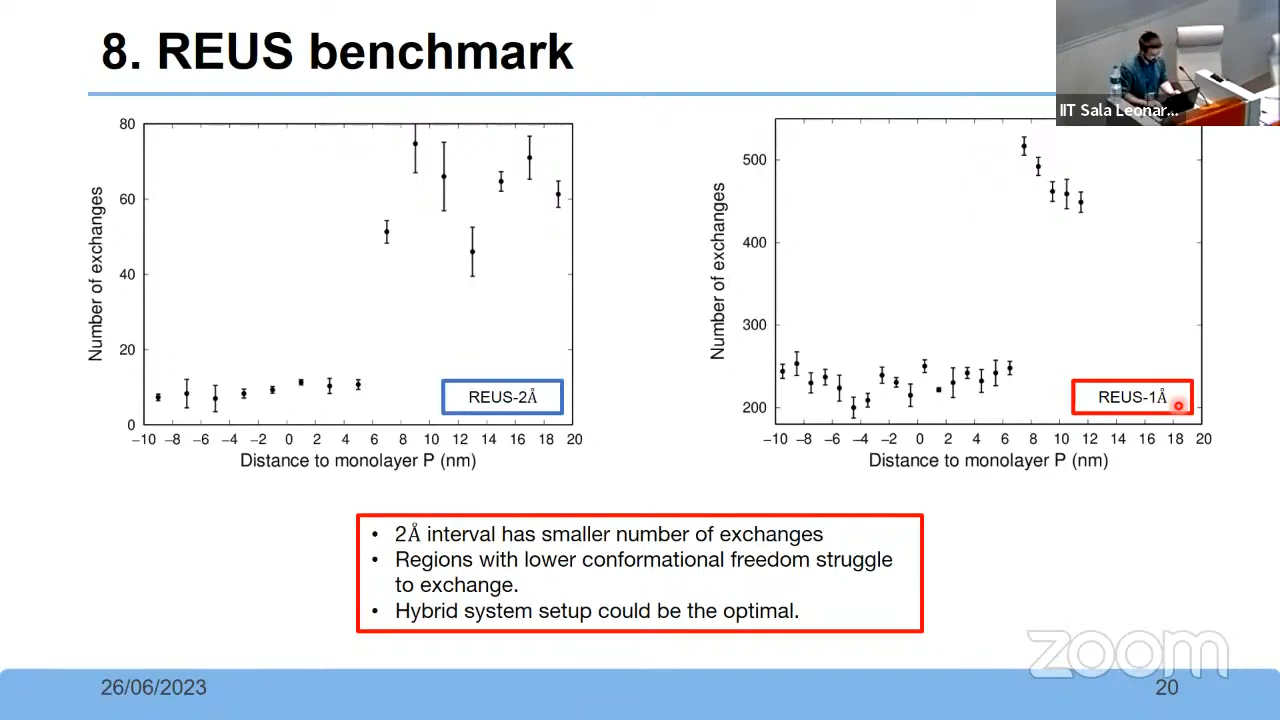 8. REUS benchmark
IIT Sala Leonar...
80
60
40
20
0
Number of exchanges
−10 −8 −6 −4 −2 0 2 4 6 8 10 12 14 16 18 20
Distance to monolayer P (nm)
REUS-2Å
500
400
300
200
Number of exchanges
−10 −8 −6 −4 −2 0 2 4 6 8 10 12 14 16 18 20
Distance to monolayer P (nm)
REUS-1Å
• 2Å interval has smaller number of exchanges
• Regions with lower conformational freedom struggle
to exchange.
• Hybrid system setup could be the optimal.
zoom
26/06/2023
20